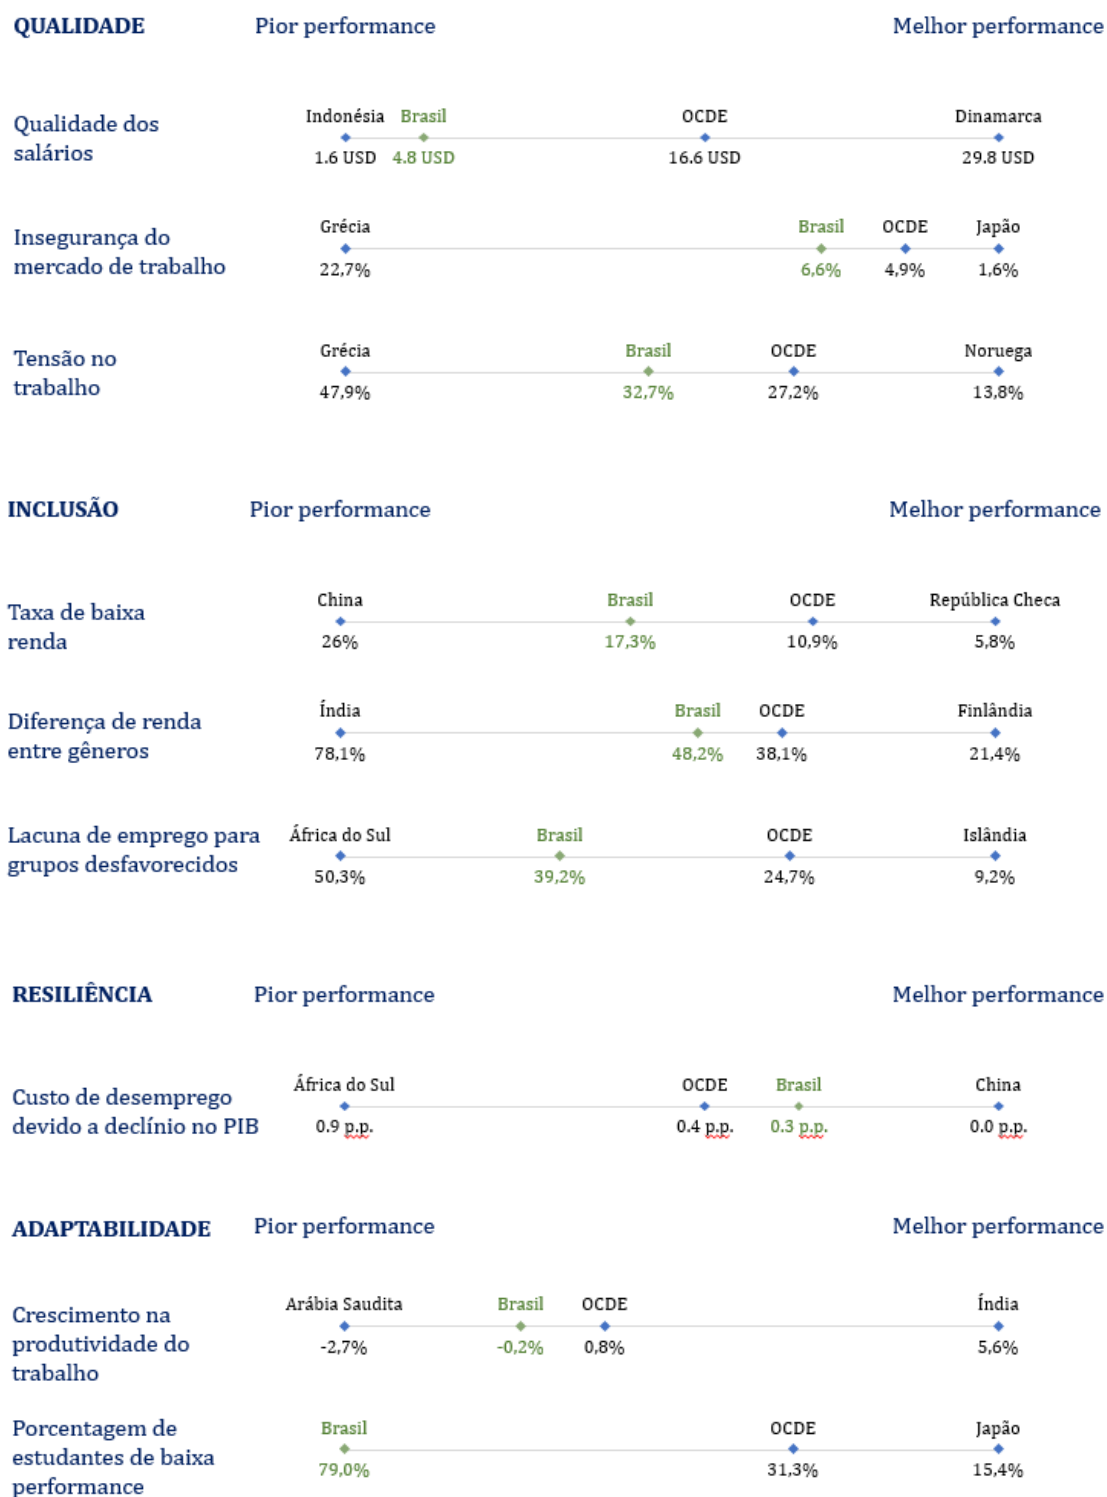 QUALIDADE Pior performance Melhor performance
Qualidade dos
salários
Indonésia Brasil OCDE Dinamarca
1.6 USD 4.8 USD 16.6 USD 29.8 USD
Insegurança do
mercado de trabalho
Grécia Brasil OCDE Japão
22,7% 6,6% 4,9% 1,6%
Tensão no
trabalho
Grécia Brasil OCDE Noruega
47,9% 32,7% 27,2% 13,8%
INCLUSÃO Pior performance Melhor performance
Taxa de baixa
renda
China Brasil OCDE República Checa
26% 17,3% 10,9% 5,8%
Diferença de renda
entre gêneros
Índia Brasil OCDE Finlândia
78,1% 48,2% 38,1% 21,4%
Lacuna de emprego para
grupos desfavorecidos
África do Sul Brasil OCDE Islândia
50,3% 39,2% 24,7% 9,2%
RESILIÊNCIA Pior performance Melhor performance
Custo de desemprego
devido a declínio no PIB
África do Sul OCDE Brasil China
0.9 p.p. 0.4 p.p. 0.3 p.p. 0.0 p.p.
ADAPTABILIDADE Pior performance Melhor performance
Crescimento na
produtividade do
trabalho
Arábia Saudita Brasil OCDE Índia
-2,7% -0,2% 0,8% 5,6%
Porcentagem de
estudantes de baixa
performance
Brasil OCDE Japão
79,0% 31,3% 15,4%